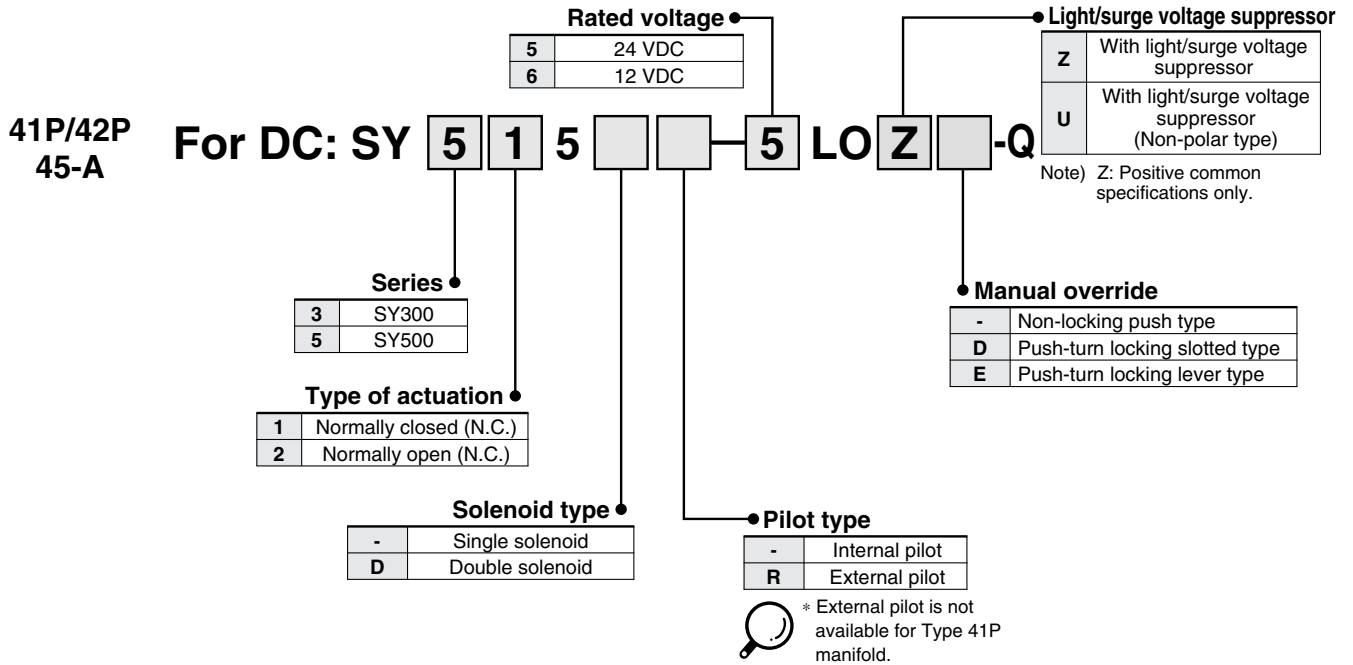 Rated voltage
5 24 VDC
6 12 VDC
Light/surge voltage suppressor
Z With light/surge voltage
suppressor
U With light/surge voltage
suppressor
(Non-polar type)
Note) Z: Positive common
specifications only.
41P/42P
45-A
For DC: SY 5 1 5 - 5 LO Z -Q
Series
3 SY300
5 SY500
Manual override
- Non-locking push type
D Push-turn locking slotted type
E Push-turn locking lever type
Type of actuation
1 Normally closed (N.C.)
2 Normally open (N.C.)
Solenoid type
- Single solenoid
D Double solenoid
Pilot type
- Internal pilot
R External pilot
* External pilot is not
available for Type 41P
manifold.